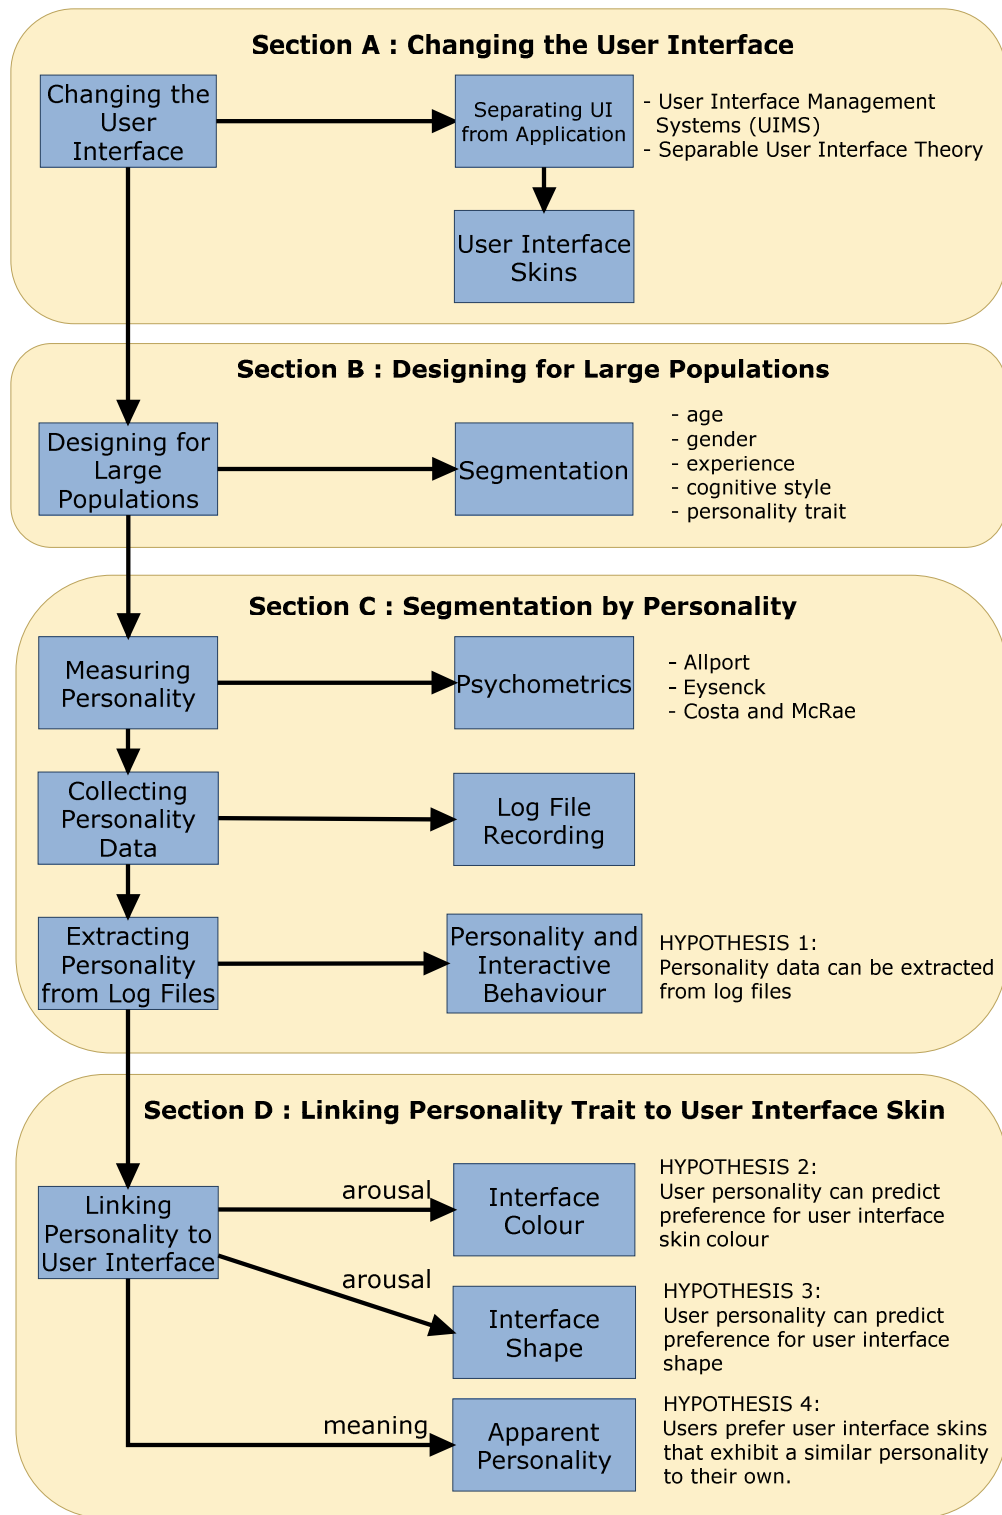 Section A : Changing the User Interface
Changing the
User
Interface
Separating UI
from Application
- User Interface Management
Systems (UIMS)
- Separable User Interface Theory
User Interface
Skins
Section B : Designing for Large Populations
Designing for
Large
Populations
Segmentation
- age
- gender
- experience
- cognitive style
- personality trait
Section C : Segmentation by Personality
Measuring
Personality
Psychometrics
- Allport
- Eysenck
- Costa and McRae
Collecting
Personality
Data
Log File
Recording
Extracting
Personality
from Log Files
Personality and
Interactive
Behaviour
HYPOTHESIS 1:
Personality data can be extracted
from log files
Section D : Linking Personality Trait to User Interface Skin
Linking
Personality to
User Interface
arousal
Interface
Colour
HYPOTHESIS 2:
User personality can predict
preference for user interface
skin colour
arousal
Interface
Shape
HYPOTHESIS 3:
User personality can predict
preference for user interface
shape
meaning
Apparent
Personality
HYPOTHESIS 4:
Users prefer user interface skins
that exhibit a similar personality
to their own.